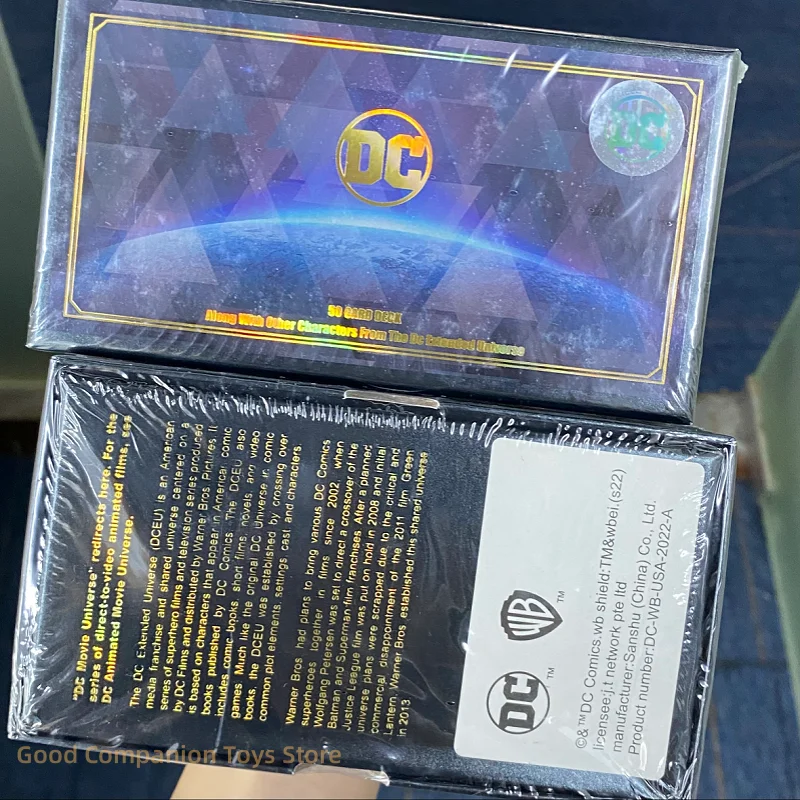 DC
DC
50 CARD DECK
Along With Other Characters From The Dc Extended Universe
"DC Movie Universe" redirects here. For the
series of direct-to-video animated films, see
DC Animated Movie Universe.
The DC Extended Universe (DCEU) is an American
media franchise and shared universe centered on a
series of superhero films and television series produced
by DC Films and distributed by Warner Bros. Pictures. It
is based on characters that appear in American comic
books published by DC Comics. The DCEU also
includes comic books, short films, novels, and video
games. Much like the original DC Universe in comic
books, the DCEU was established by crossing over
common plot elements, settings, cast and characters.
Warner Bros. had plans to bring various DC Comics
superheroes together in films since 2002, when
Wolfgang Petersen was set to direct a crossover of the
Batman and Superman film franchises. After a planned
Justice League film was put on hold in 2008 and initial
universe plans were scrapped due to the critical and
commercial disappointment of the 2011 film Green
Lantern, Warner Bros. established this shared universe
in 2013
DC™ WB™
©&™DC Comics.wb shield:TM&wbei.(s22)
licensee:j.t network pte ltd
manufacturer:Sanshu (China) Co., Ltd.
Product number:DC-WB-USA-2022-A
Good Companion Toys Store